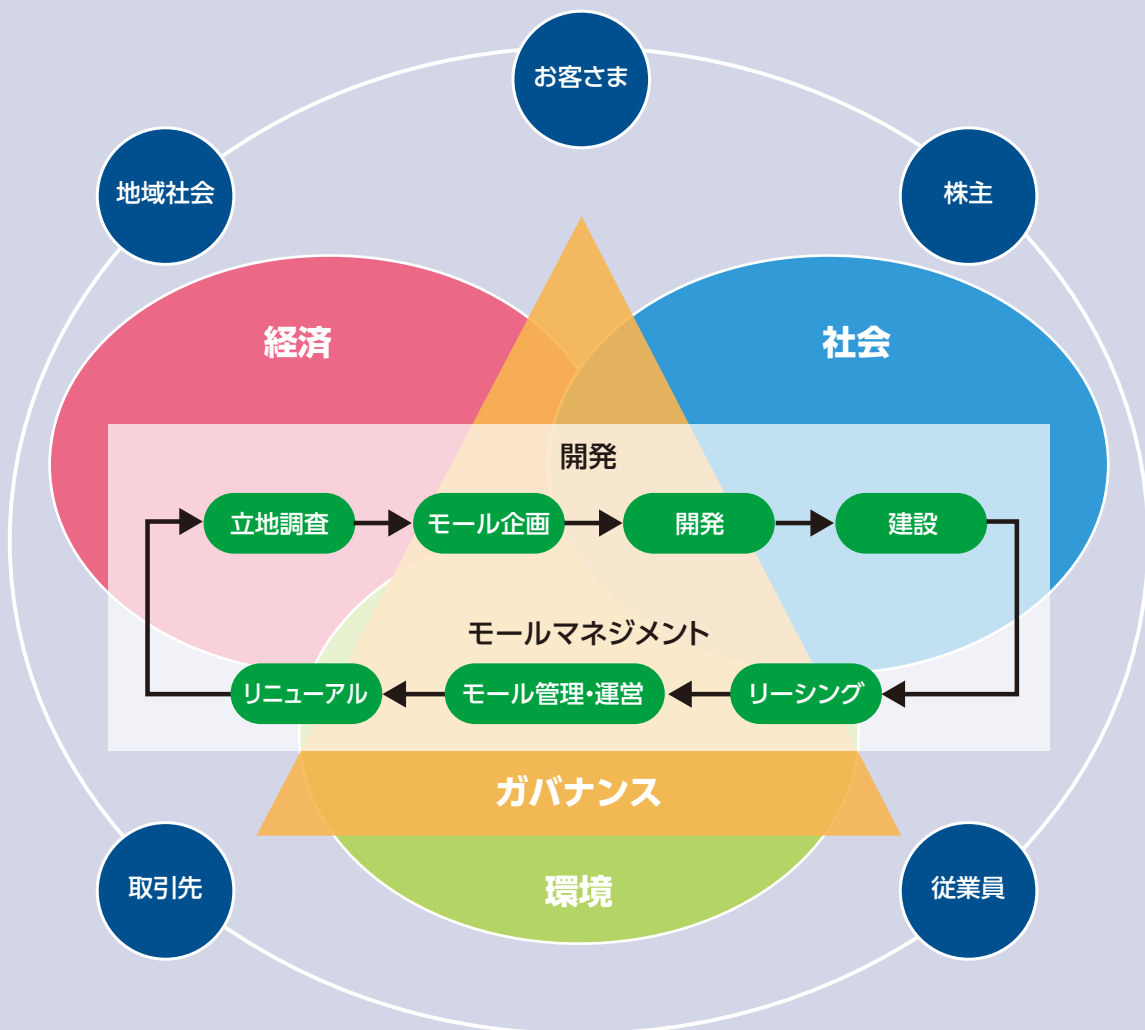 お客さま
地域社会
株主
経済
社会
開発
立地調査
モール企画
開発
建設
モールマネジメント
リニューアル
モール管理・運営
リーシング
ガバナンス
環境
取引先
従業員